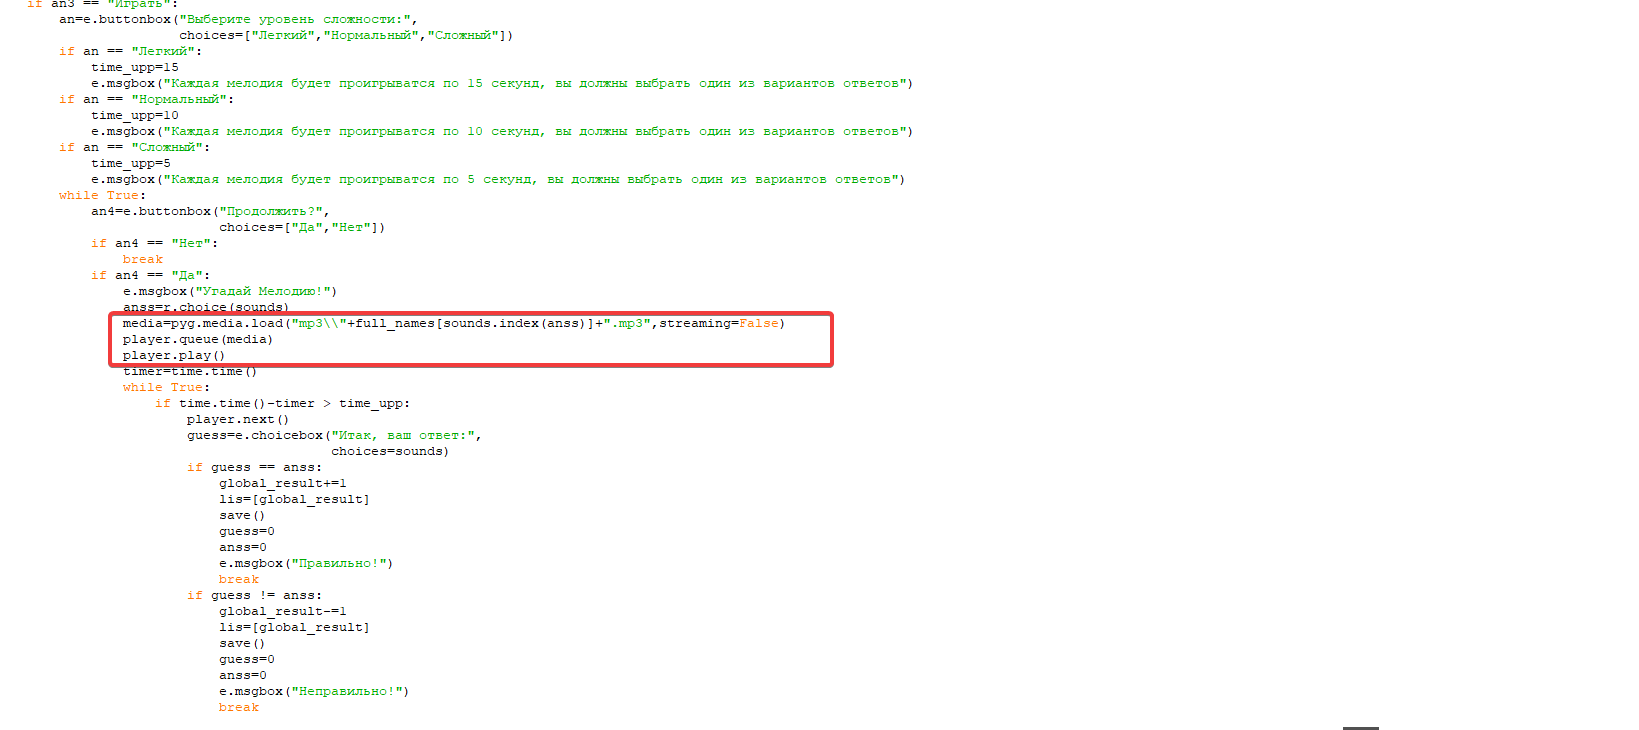 if an3 == "Играть":
an=e.buttonbox("Выберите уровень сложности:",
choices=["Легкий","Нормальный","Сложный"])
if an == "Легкий":
time_upp=15
e.msgbox("Каждая мелодия будет проигрыватся по 15 секунд, вы должны выбрать один из вариантов ответов")
if an == "Нормальный":
time_upp=10
e.msgbox("Каждая мелодия будет проигрыватся по 10 секунд, вы должны выбрать один из вариантов ответов")
if an == "Сложный":
time_upp=5
e.msgbox("Каждая мелодия будет проигрыватся по 5 секунд, вы должны выбрать один из вариантов ответов")
while True:
an4=e.buttonbox("Продолжить?",
choices=["Да","Нет"])
if an4 == "Нет":
break
if an4 == "Да":
e.msgbox("Угадай Мелодию!")
anss=r.choice(sounds)
media=pyg.media.load("mp3\\"+full_names[sounds.index(anss)]+".mp3",streaming=False)
player.queue(media)
player.play()
timer=time.time()
while True:
if time.time()-timer > time_upp:
player.next()
guess=e.choicebox("Итак, ваш ответ:",
choices=sounds)
if guess == anss:
global_result+=1
lis=[global_result]
save()
guess=0
anss=0
e.msgbox("Правильно!")
break
if guess != anss:
global_result-=1
lis=[global_result]
save()
guess=0
anss=0
e.msgbox("Неправильно!")
break